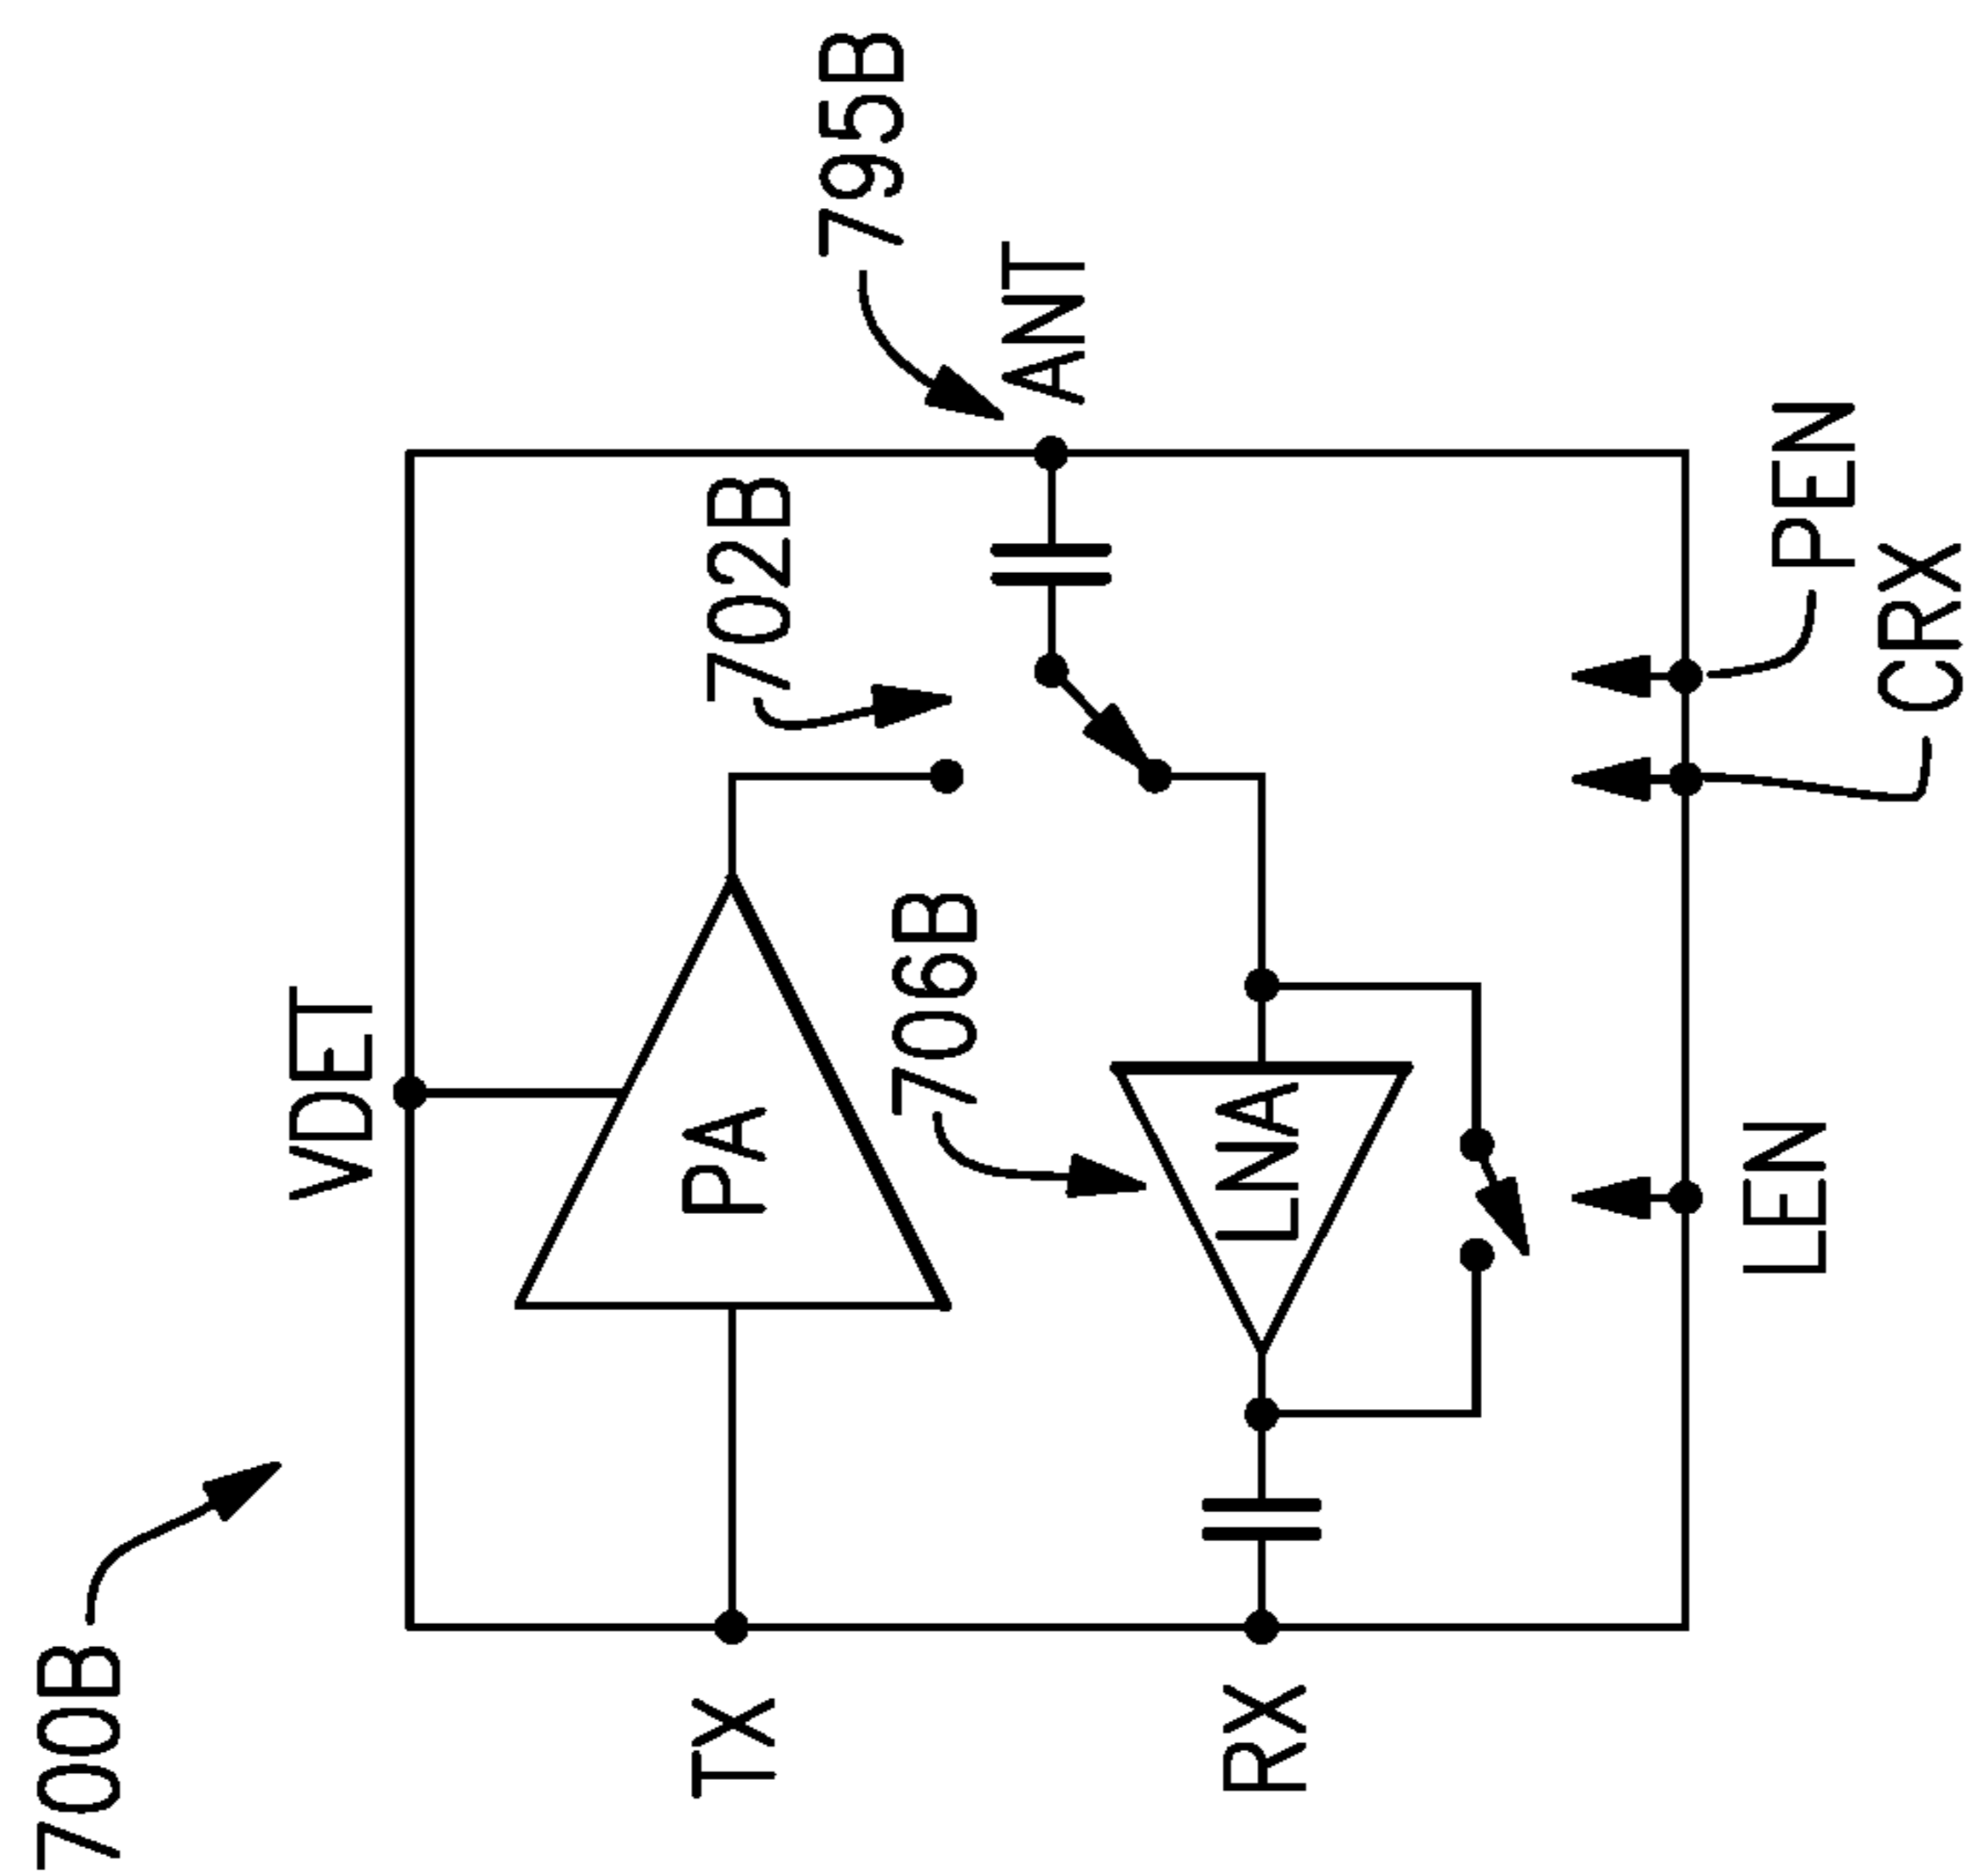 700B
VDET
795B
702B
PA
TX
706B
ANT
LNA
RX
LEN
PEN
CRX